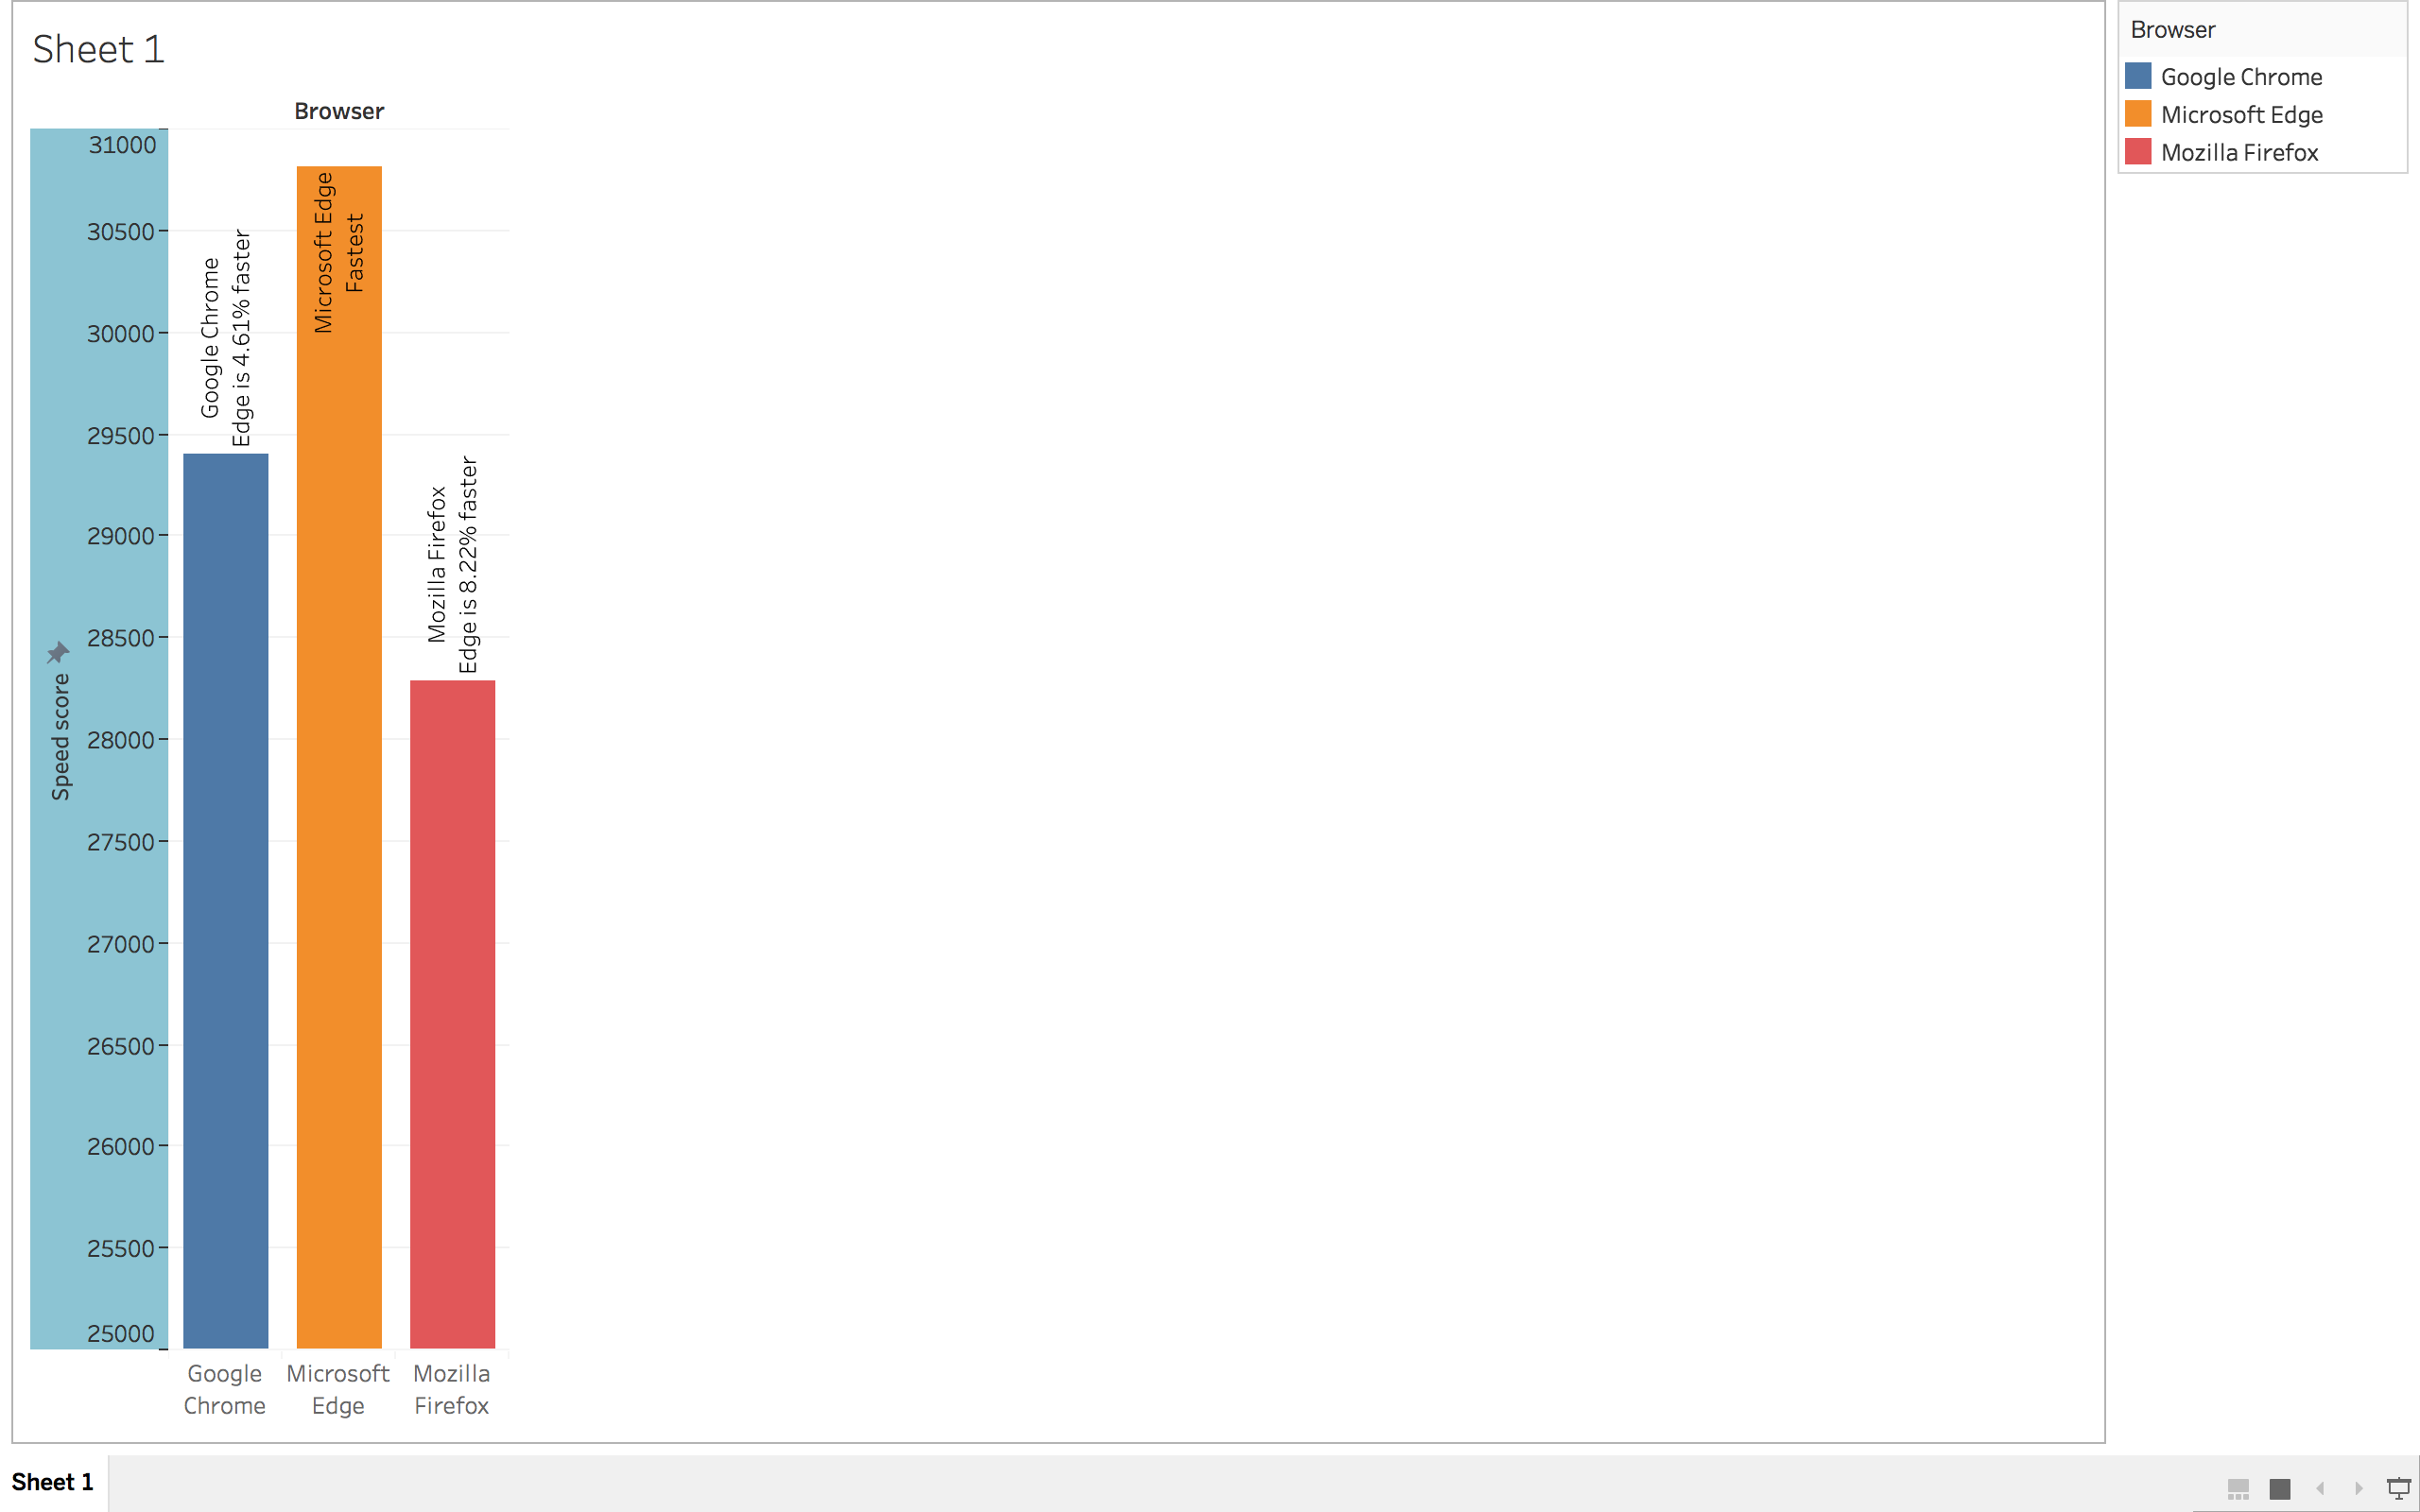 Sheet 1
Browser
31000
30500
30000
29500
29000
28500
28000
27500
27000
26500
26000
25500
25000
Speed score
Google Chrome
Edge is 4.61% faster
Microsoft Edge
Fastest
Mozilla Firefox
Edge is 8.22% faster
Google
Chrome
Microsoft
Edge
Mozilla
Firefox
Browser
Google Chrome
Microsoft Edge
Mozilla Firefox
Sheet 1